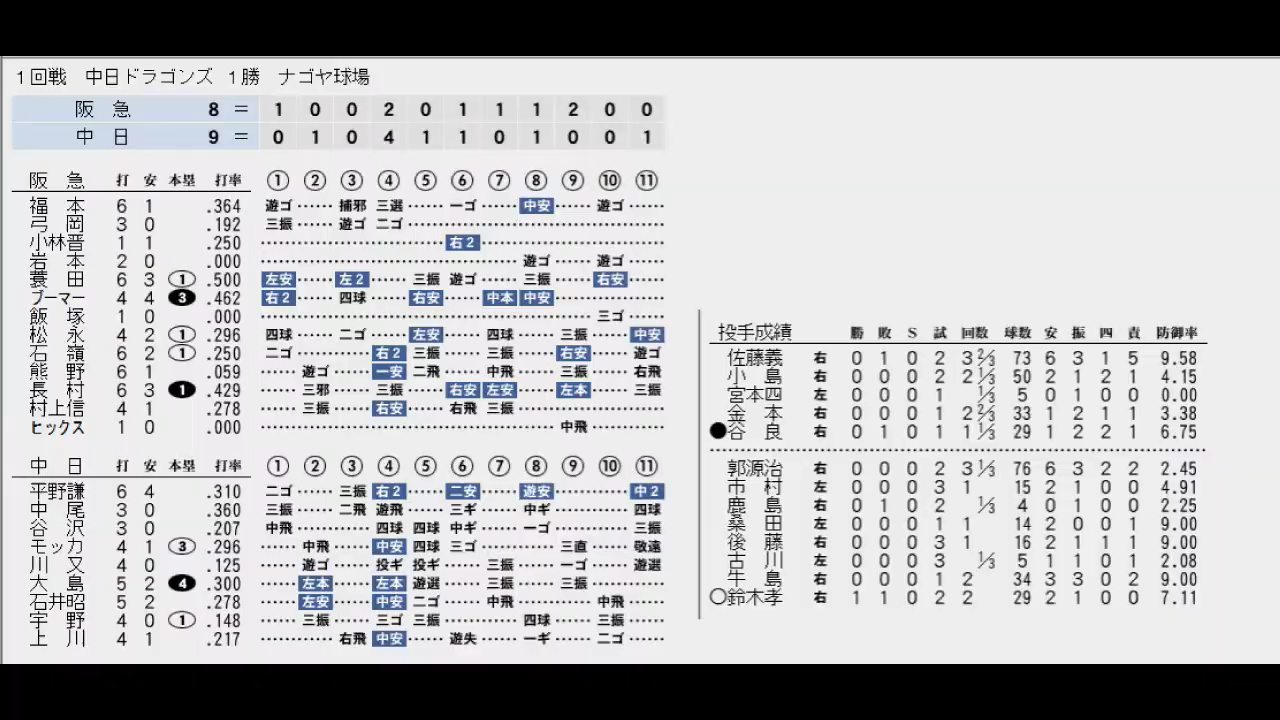 1回戦 中日ドラゴンズ 1勝 ナゴヤ球場
阪急 8 = 1 0 0 2 0 1 1 1 2 0 0
中日 9 = 0 1 0 4 1 1 0 1 0 0 1
阪急 打 安 本塁 打率 ① ② ③ ④ ⑤ ⑥ ⑦ ⑧ ⑨ ⑩ ⑪
福本 6 1 .364 遊ゴ …… 捕邪 三選 …… 一ゴ …… 中安 …… 遊ゴ ……
弓岡 3 0 .192 三振 …… 遊ゴ 二ゴ ……
小林晋 1 1 .250 …… 右2 ……
岩本 2 0 .000 …… 遊ゴ …… 遊ゴ ……
蓑田 6 3 ① .500 左安 …… 左2 …… 三振 遊ゴ …… 三振 …… 右安 ……
ブーマー 4 4 ❸ .462 右2 …… 四球 …… 右安 …… 中本 中安 ……
飯塚 1 0 .000 …… 三ゴ ……
松永 4 2 ① .296 四球 …… 二ゴ …… 左安 …… 四球 …… 三振 …… 中安
石嶺 6 2 ① .250 二ゴ …… 右2 三振 …… 三振 …… 右安 …… 遊ゴ
熊野 6 1 .059 …… 遊ゴ …… 一安 二飛 …… 中飛 …… 三振 …… 右飛
長村 6 3 ❶ .429 …… 三邪 …… 三振 …… 右安 左安 …… 左本 …… 三振
村上信 4 1 .278 …… 三振 …… 右安 …… 右飛 三振 ……
ヒックス 1 0 .000 …… 中飛 ……
中日 打 安 本塁 打率 ① ② ③ ④ ⑤ ⑥ ⑦ ⑧ ⑨ ⑩ ⑪
平野謙 6 4 .310 二ゴ …… 三振 右2 …… 二安 …… 遊安 …… 中2
中尾 3 0 .360 三振 …… 二飛 遊飛 …… 三ギ …… 中ギ …… 四球
谷沢 3 0 .207 中飛 …… 四球 四球 中ギ …… 一ゴ …… 三振
モッカ 4 1 ③ .296 …… 中飛 …… 中安 四球 三ゴ …… 三直 …… 敬遠
川又 4 0 .125 …… 遊ゴ …… 投ギ 投ギ …… 三振 …… 一ゴ …… 遊選
大島 5 2 ❹ .300 …… 左本 …… 左本 遊選 …… 三振 …… 三振 ……
石井昭 5 2 .278 …… 左安 …… 中安 二ゴ …… 中飛 …… 中飛 ……
宇野 4 0 ① .148 …… 三振 …… 三ゴ 三振 …… 四球 …… 三振 ……
上川 4 1 .217 …… 右飛 中安 …… 遊失 …… 一ギ …… 二ゴ ……
投手成績 勝 敗 S 試 回数 球数 安 振 四 責 防御率
佐藤義 右 0 1 0 2 3 2/3 73 6 3 1 5 9.58
小島 右 0 0 0 2 2 1/3 50 2 1 2 1 4.15
宮本四 左 0 0 0 1 1/3 5 0 1 0 0 0.00
金本 右 0 0 0 1 2 2/3 33 1 2 1 1 3.38
●谷良 右 0 1 0 1 1 1/3 29 1 2 2 1 6.75
郭源治 右 0 0 0 2 3 1/3 76 6 3 2 2 2.45
市村 左 0 0 0 3 1 15 2 1 0 0 4.91
鹿島 右 0 1 0 2 1/3 4 0 1 0 0 2.25
桑田 左 0 0 0 1 1 14 2 0 0 1 9.00
後藤 右 0 0 0 3 1 16 2 1 0 1 9.00
古川 左 0 0 0 3 1/3 5 1 1 0 1 2.08
牛島 右 0 0 0 1 2 34 3 3 0 2 9.00
○鈴木孝 右 1 1 0 2 2 29 2 1 0 0 7.11